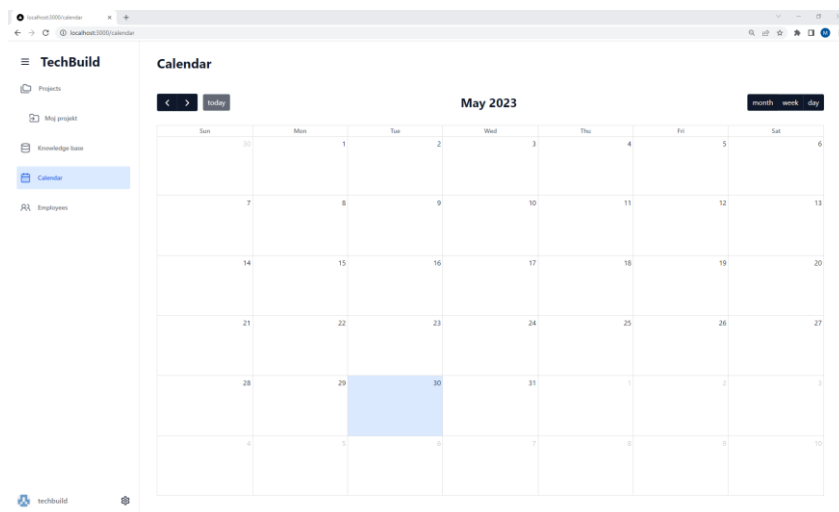 localhost:3000/calendar
localhost:3000/calendar
M
TechBuild
Projects
Moj projekt
Knowledge base
Calendar
Employees
techbuild
Calendar
today
May 2023
month week day
Sun Mon Tue Wed Thu Fri Sat
30 1 2 3 4 5 6
7 8 9 10 11 12 13
14 15 16 17 18 19 20
21 22 23 24 25 26 27
28 29 30 31 1 2 3
4 5 6 7 8 9 10